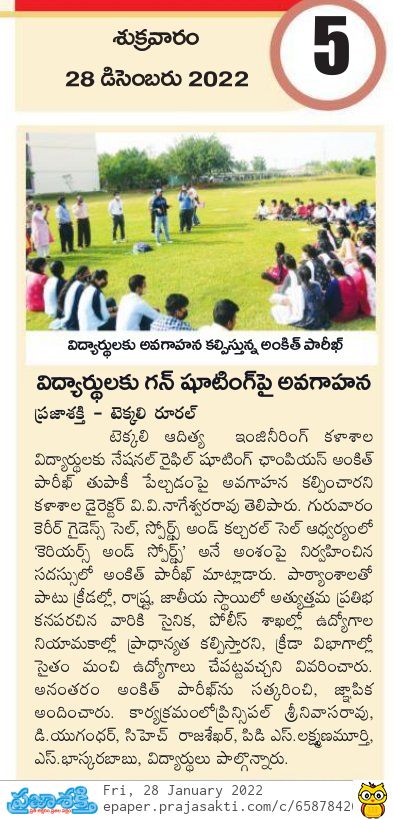 శుక్రవారం
28 డిసెంబరు 2022
5
విద్యార్థులకు అవగాహన కల్పిస్తున్న అంకిత్ పారీఖ్
విద్యార్థులకు గన్ షూటింగ్‌పై అవగాహన
ప్రజాశక్తి - టెక్కలి రూరల్
టెక్కలి ఆదిత్య ఇంజినీరింగ్ కళాశాల
విద్యార్థులకు నేషనల్ రైఫిల్ షూటింగ్ ఛాంపియన్ అంకిత్
పారీఖ్ తుపాకీ పేల్చడంపై అవగాహన కల్పించారని
కళాశాల డైరెక్టర్ వి.వి.నాగేశ్వరరావు తెలిపారు. గురువారం
కెరీర్ గైడెన్స్ సెల్, స్పోర్ట్స్ అండ్ కల్చరల్ సెల్ ఆధ్వర్యంలో
'కెరియర్స్ అండ్ స్పోర్ట్స్' అనే అంశంపై నిర్వహించిన
సదస్సులో అంకిత్ పారీఖ్ మాట్లాడారు. పాఠ్యాంశాలతో
పాటు క్రీడల్లో, రాష్ట్ర, జాతీయ స్థాయిలో అత్యుత్తమ ప్రతిభ
కనపరచిన వారికి సైనిక, పోలీస్ శాఖల్లో ఉద్యోగాల
నియామకాల్లో ప్రాధాన్యత కల్పిస్తారని, క్రీడా విభాగాల్లో
సైతం మంచి ఉద్యోగాలు చేపట్టవచ్చని వివరించారు.
అనంతరం అంకిత్ పారీఖ్‌ను సత్కరించి, జ్ఞాపిక
అందించారు. కార్యక్రమంలోప్రిన్సిపల్ శ్రీనివాసరావు,
డి.యుగంధర్, సిహెచ్ రాజశేఖర్, పిడి ఎస్.లక్ష్మణమూర్తి,
ఎస్.భాస్కరబాబు, విద్యార్థులు పాల్గొన్నారు.
ప్రజాశక్తి
Fri, 28 January 2022
epaper.prajasakti.com/c/6587842